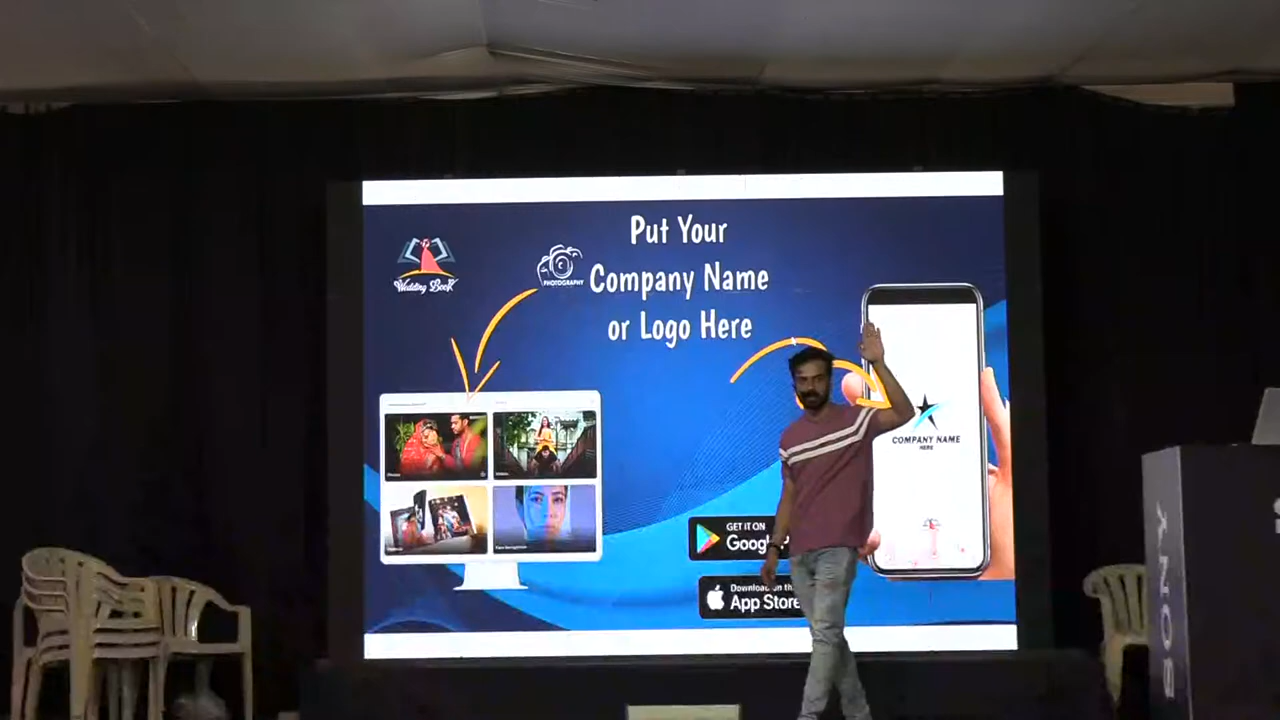 Put Your
Company Name
or Logo Here
Wedding Book
PHOTOGRAPHY
COMPANY NAME
HERE
GET IT ON
Google
Download on the
App Store
SONY